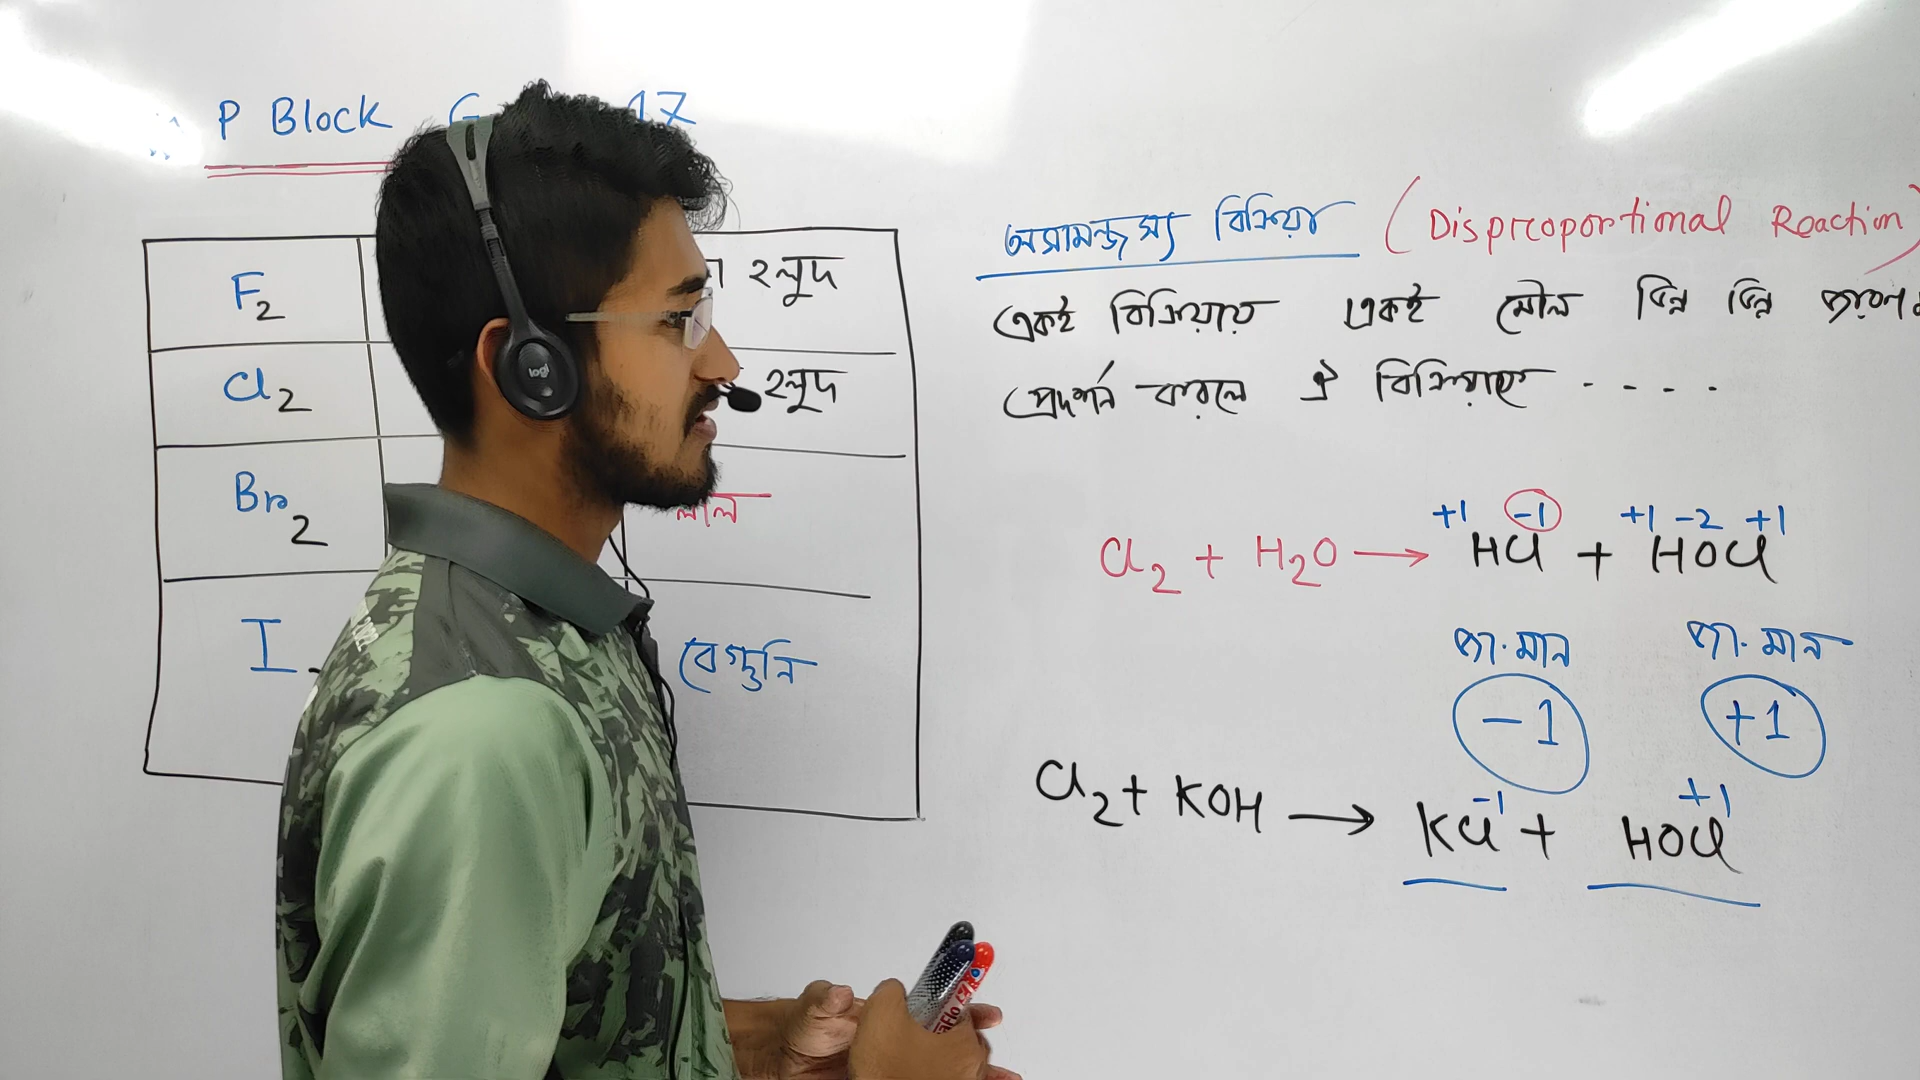 P Block 17
F2
হলুদ
Cl2
হলুদ
Br2
লাল
I
বেগুনি
অসামঞ্জস্য বিক্রিয়া (Disproportional Reaction)
একই বিক্রিয়ায় একই মৌল ভিন্ন ভিন্ন
প্রদর্শন করলে ঐ বিক্রিয়াকে - - - -
+1 -1 +1 -2 +1
Cl2 + H2O → HCl + HOCl
জা. মান জা. মান
-1 +1
-1 +1
Cl2 + KOH → KCl + HOCl
logi